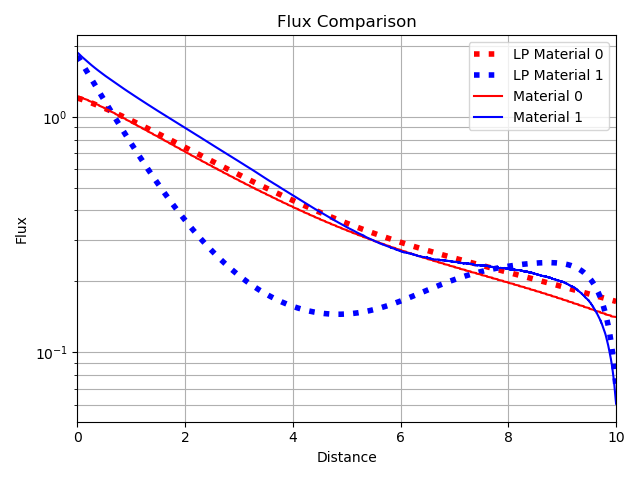 Flux Comparison
LP Material 0
LP Material 1
Material 0
Material 1
Flux
10⁰
10⁻¹
0 2 4 6 8 10
Distance